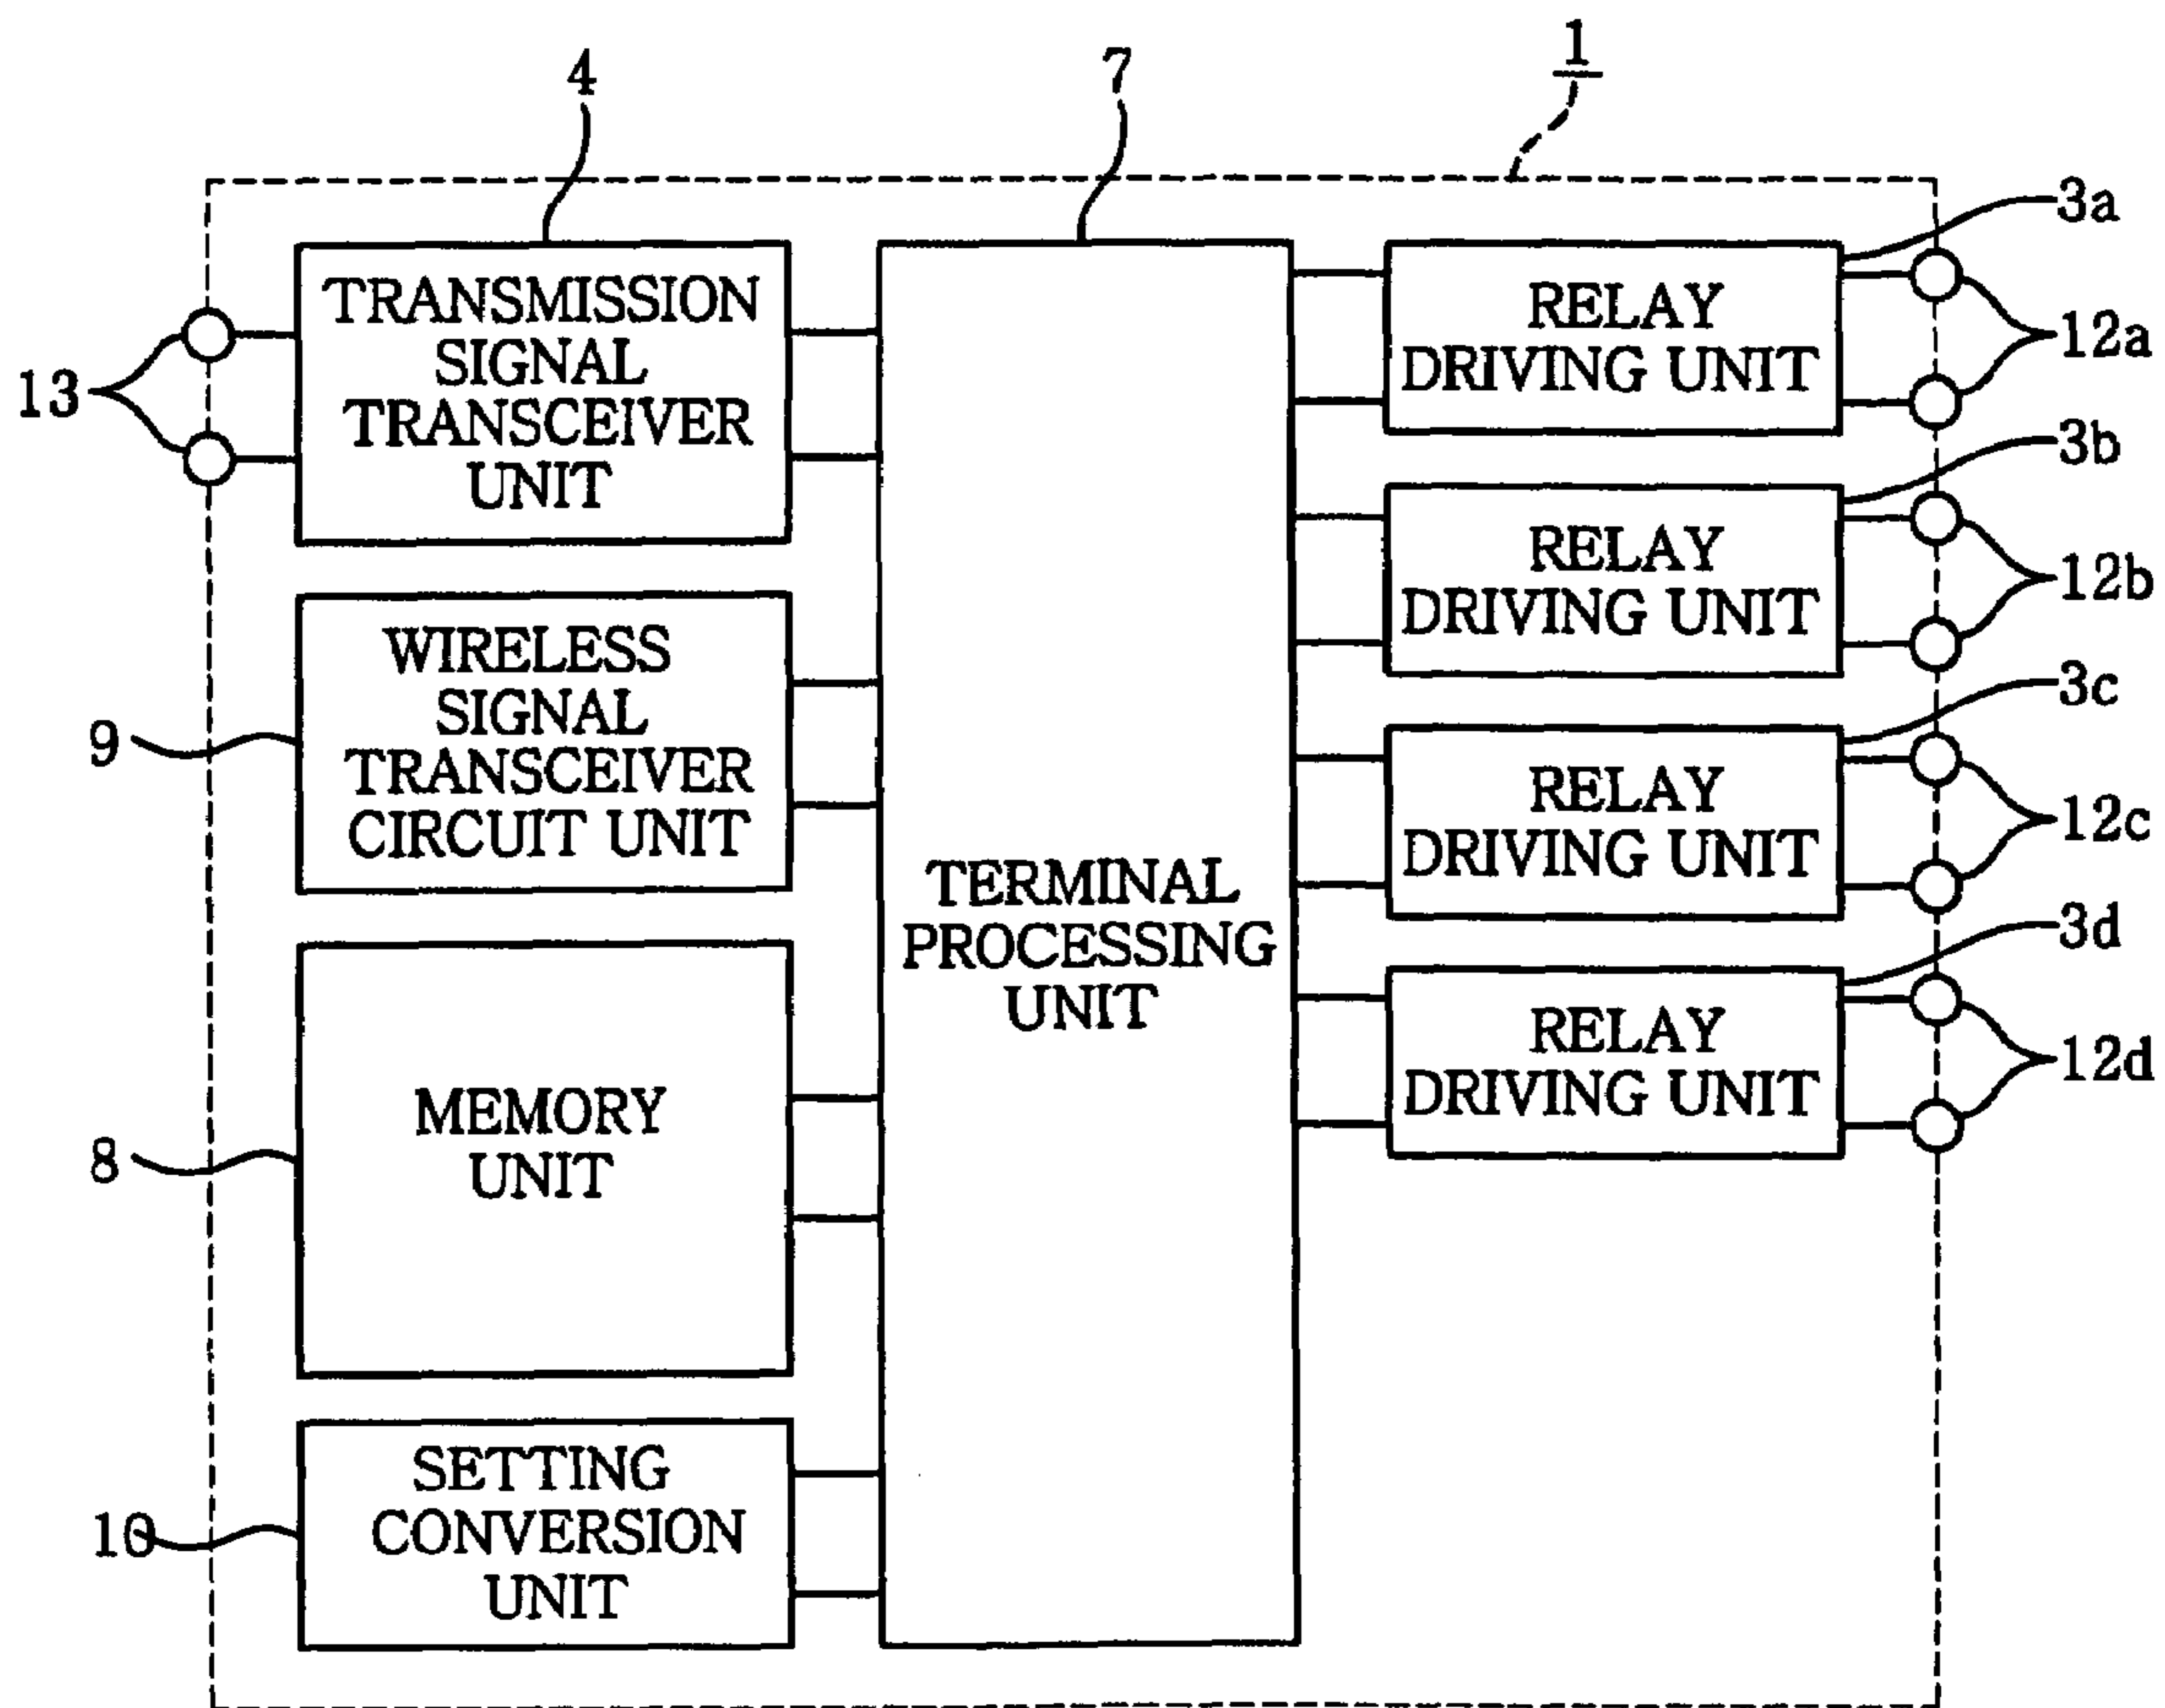 1
4
7
3a
TRANSMISSION
SIGNAL
TRANSCEIVER
UNIT
RELAY
DRIVING UNIT
12a
13
3b
RELAY
DRIVING UNIT
12b
WIRELESS
SIGNAL
TRANSCEIVER
CIRCUIT UNIT
9
3c
RELAY
DRIVING UNIT
12c
TERMINAL
PROCESSING
UNIT
3d
RELAY
DRIVING UNIT
12d
MEMORY
UNIT
8
SETTING
CONVERSION
UNIT
10